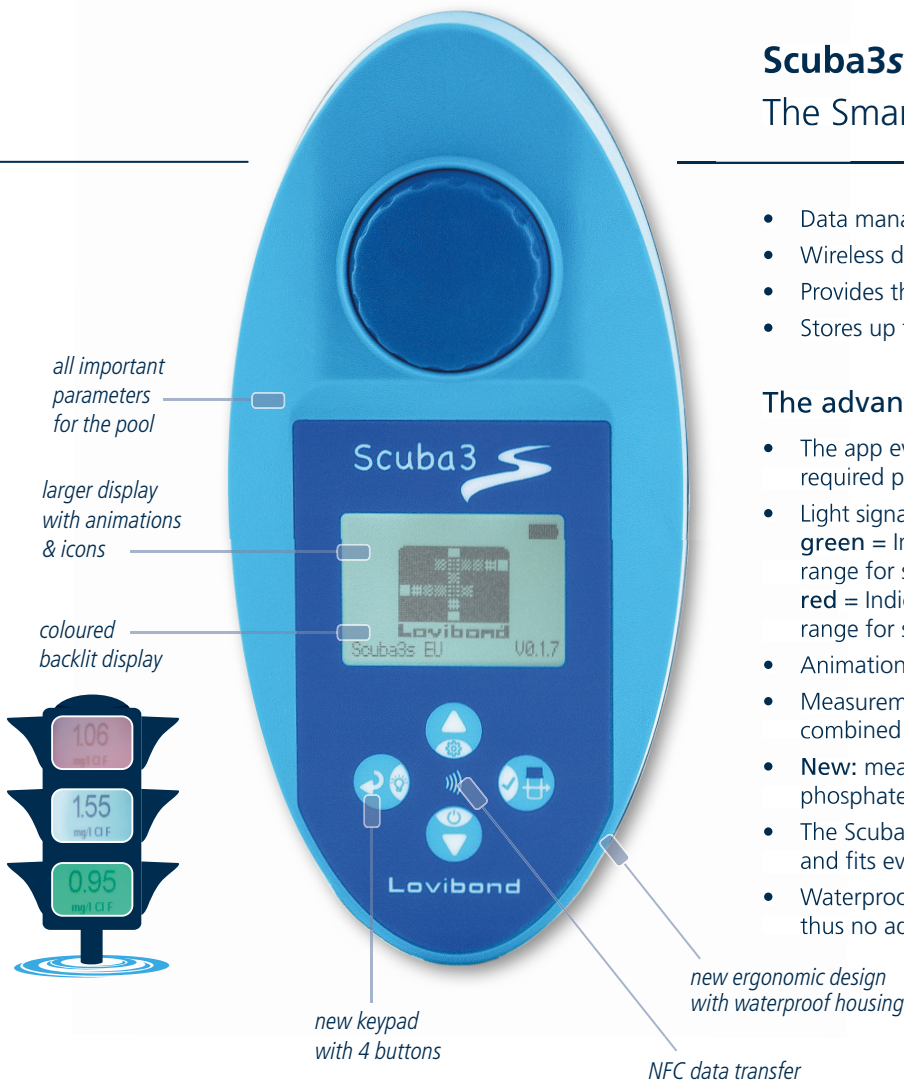 Scuba3s
The Smar
• Data mana
• Wireless d
• Provides th
• Stores up t
The advan
• The app ev
required p
• Light signa
green = In
range for s
red = Indic
range for s
• Animation
• Measurem
combined
• New: mea
phosphate
• The Scuba
and fits ev
• Waterproo
thus no ad
all important
parameters
for the pool
larger display
with animations
& icons
coloured
backlit display
1.06
mg/l Cl F
1.55
mg/l Cl F
0.95
mg/l Cl F
Scuba3 S
Lovibond
Scuba3s EU V0.1.7
Lovibond
new keypad
with 4 buttons
new ergonomic design
with waterproof housing
NFC data transfer